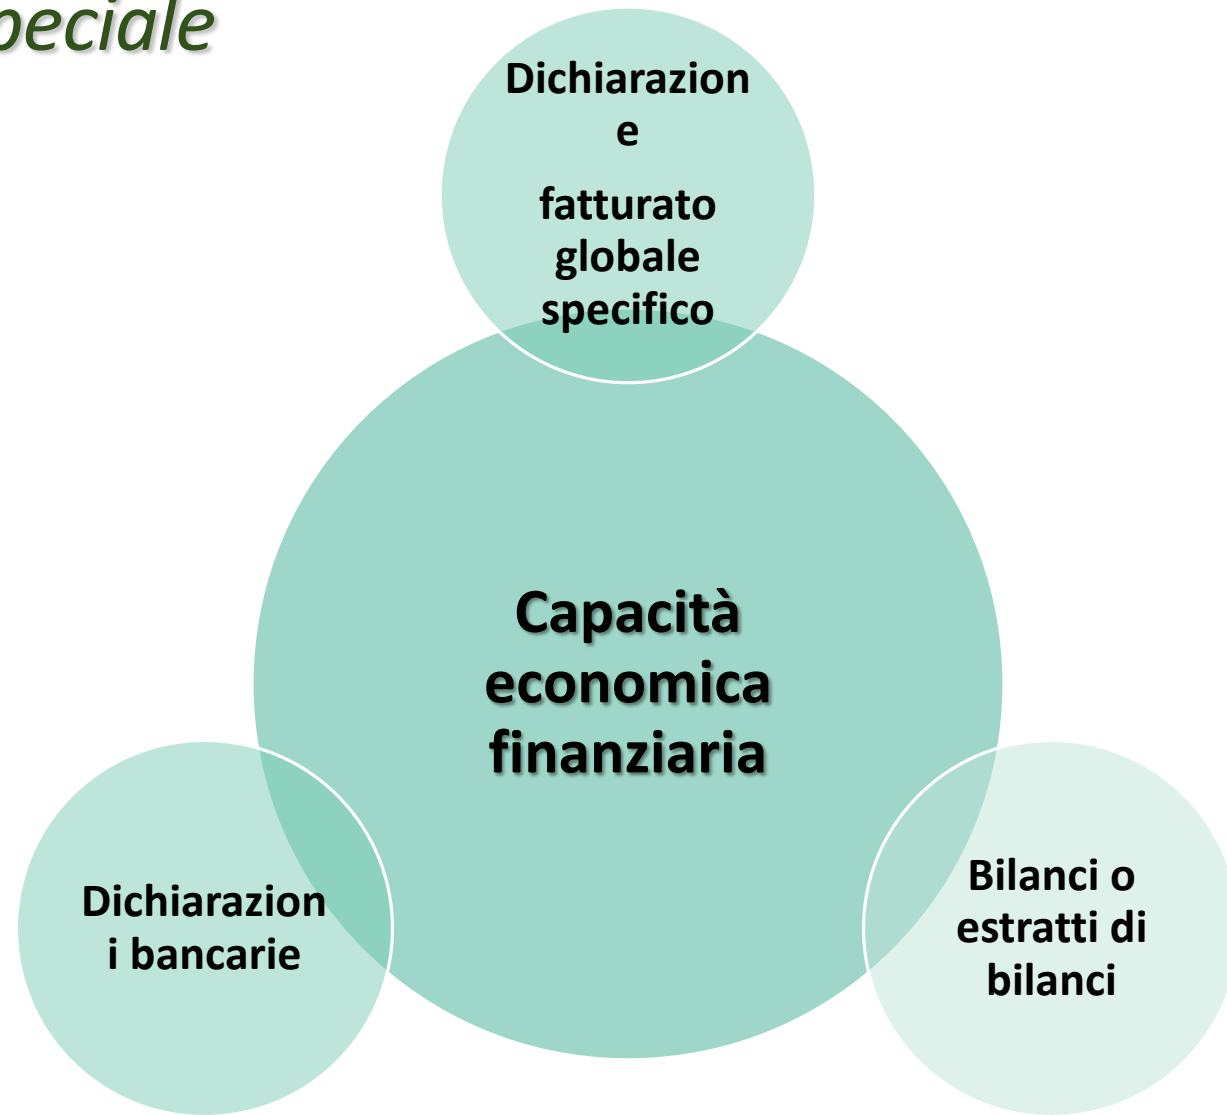 peciale
Dichiarazion
e
fatturato
globale
specifico
Capacità
economica
finanziaria
Dichiarazion
i bancarie
Bilanci o
estratti di
bilanci